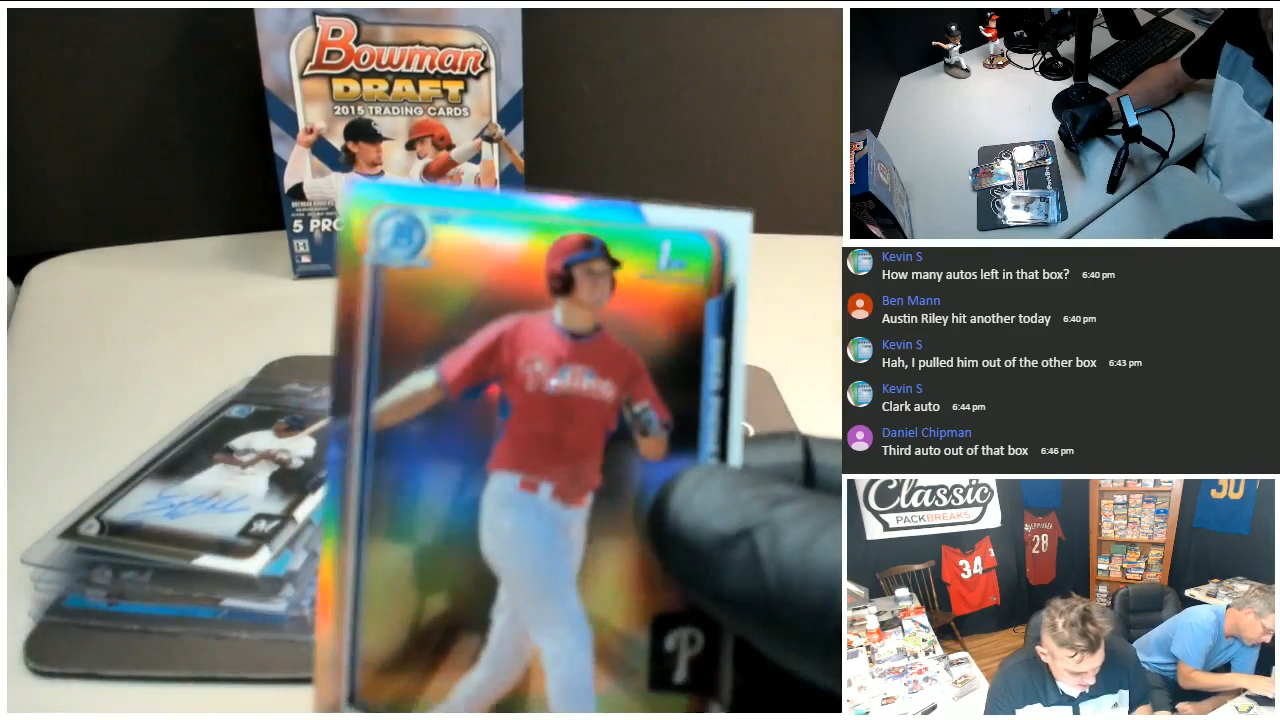 Bowman
DRAFT
2015 TRADING CARDS
5 PRO
Phillies
P
Kevin S
How many autos left in that box? 6:40 pm
Ben Mann
Austin Riley hit another today 6:40 pm
Kevin S
Hah, I pulled him out of the other box 6:43 pm
Kevin S
Clark auto 6:44 pm
Daniel Chipman
Third auto out of that box 6:46 pm
Classic
PACK BREAKS
34
28
30